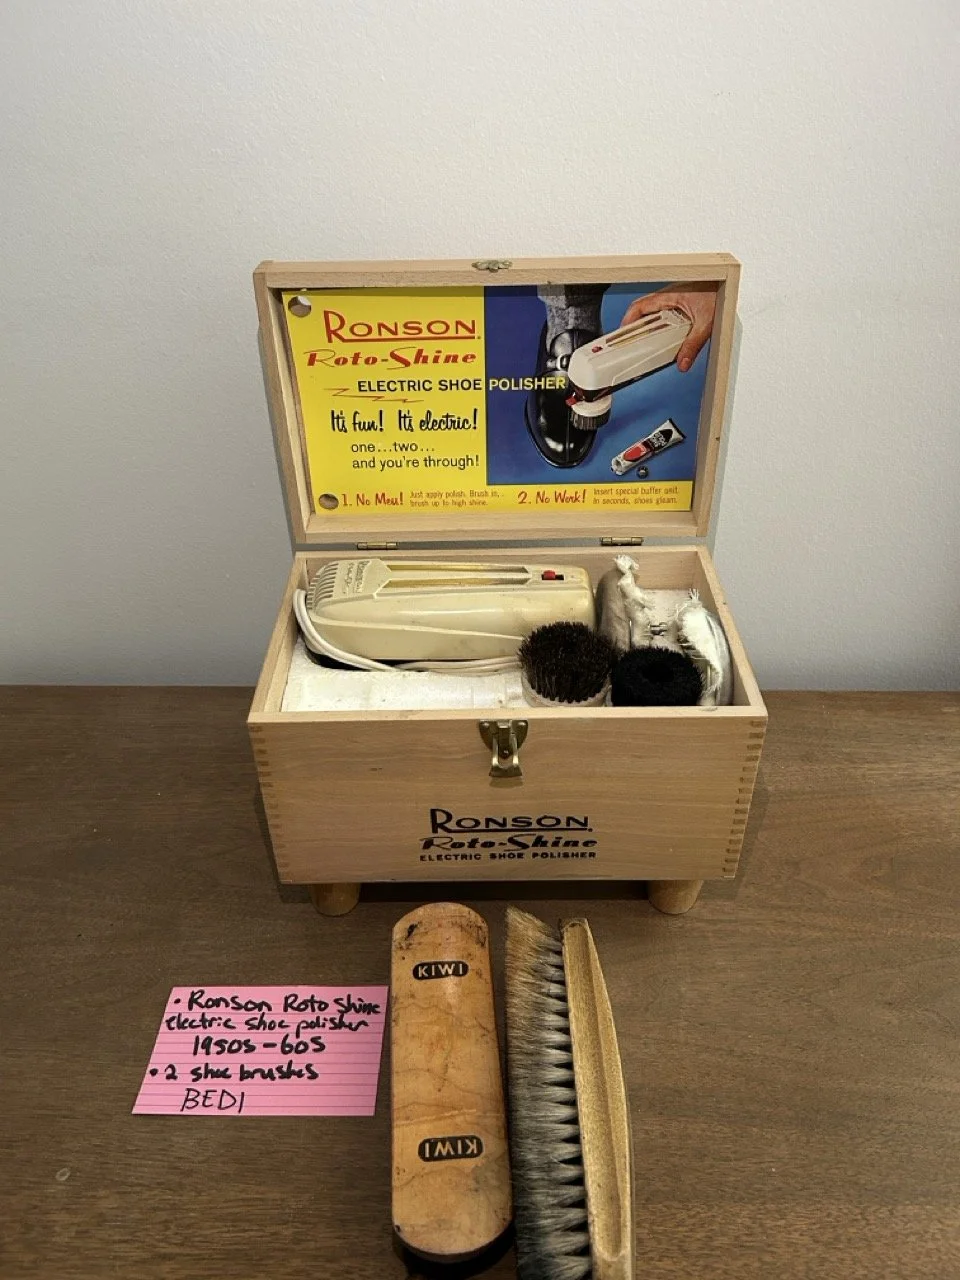 RONSON
Roto-Shine
ELECTRIC SHOE POLISHER
It's fun! It's electric!
one...two...
and you're through!
1. No Mess! Just apply polish. Brush in, brush up to high shine.
2. No Work! Insert special buffer unit. In seconds, shoes gleam.
RONSON
Roto-Shine
ELECTRIC SHOE POLISHER
KIWI
KIWI
• Ronson Roto Shine
electric shoe polisher
1950s-60s
• 2 shoe brushes
BEDI